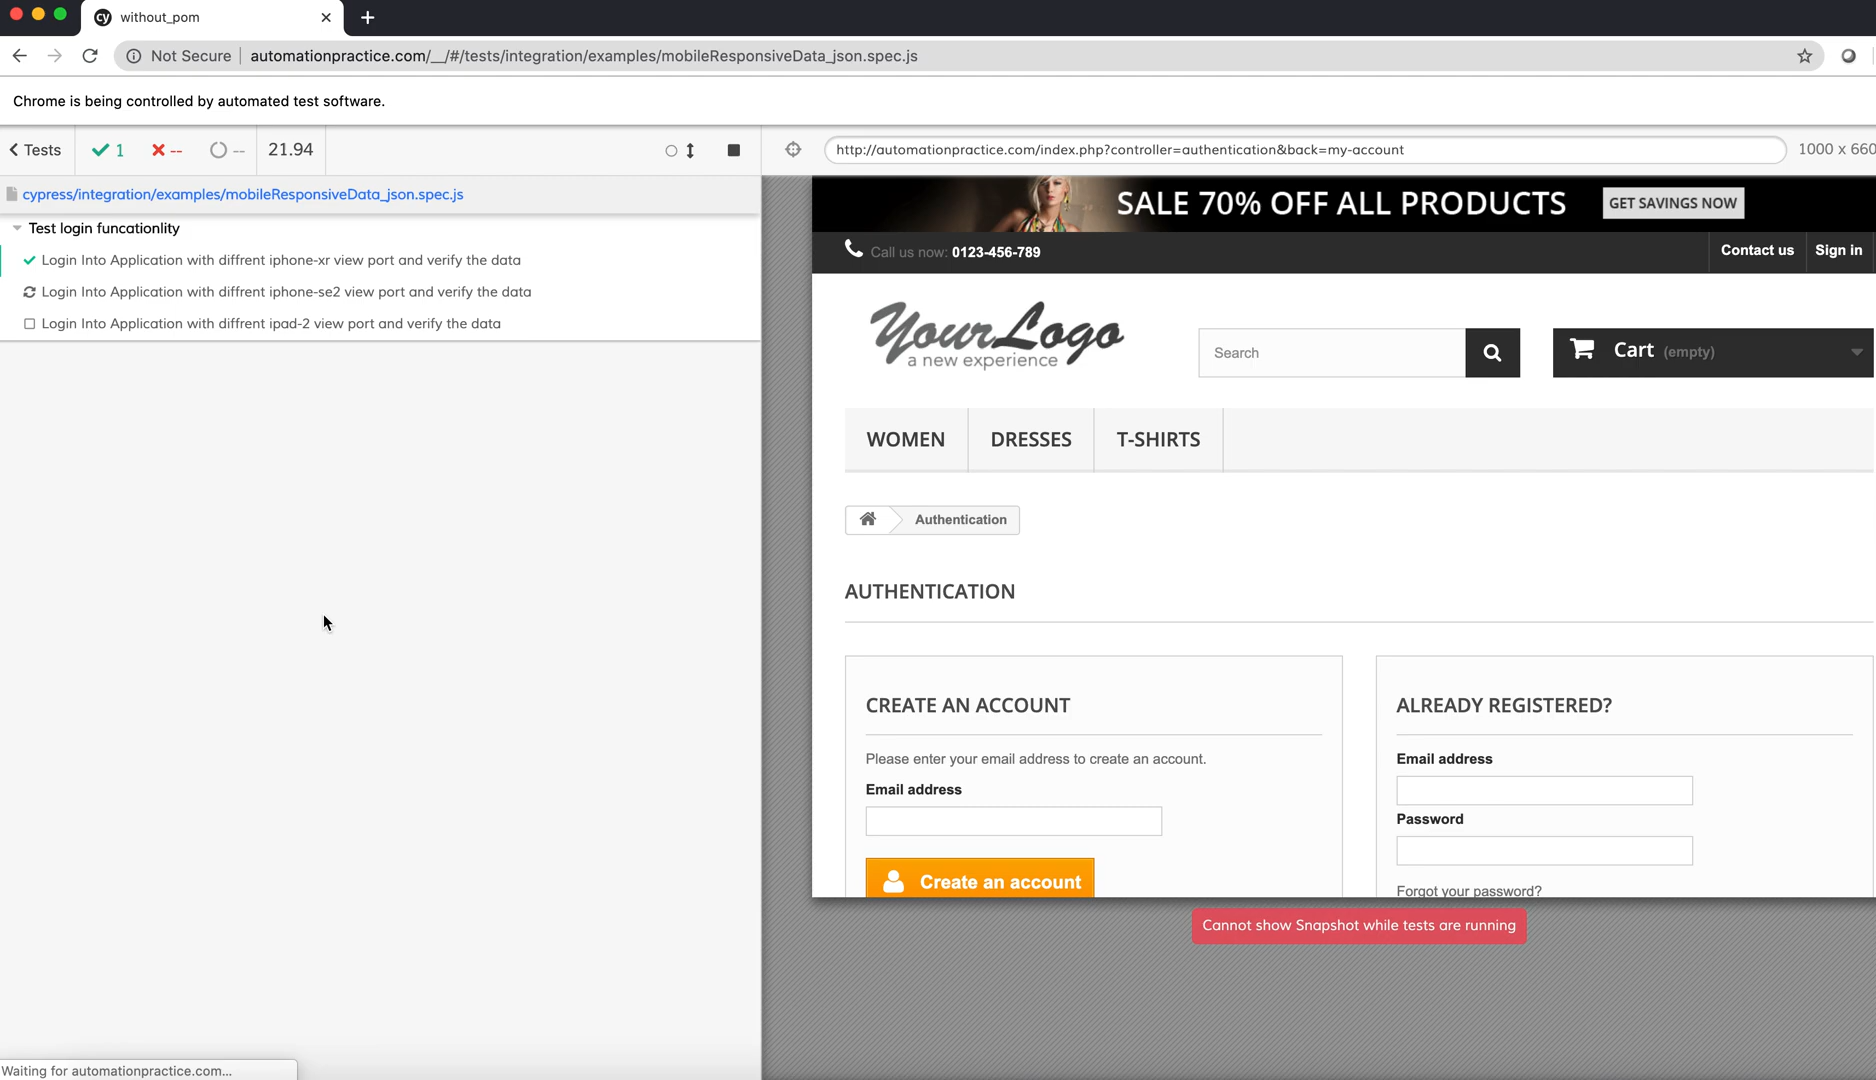 without_pom
Not Secure
automationpractice.com/__/#/tests/integration/examples/mobileResponsiveData_json.spec.js
Chrome is being controlled by automated test software.
Tests
1
--
--
21.94
http://automationpractice.com/index.php?controller=authentication&back=my-account
1000 x 660
cypress/integration/examples/mobileResponsiveData_json.spec.js
Test login funcationlity
Login Into Application with diffrent iphone-xr view port and verify the data
Login Into Application with diffrent iphone-se2 view port and verify the data
Login Into Application with diffrent ipad-2 view port and verify the data
SALE 70% OFF ALL PRODUCTS
GET SAVINGS NOW
Call us now: 0123-456-789
Contact us
Sign in
YourLogo
a new experience
Search
Cart (empty)
WOMEN
DRESSES
T-SHIRTS
Authentication
AUTHENTICATION
CREATE AN ACCOUNT
Please enter your email address to create an account.
Email address
Create an account
ALREADY REGISTERED?
Email address
Password
Forgot your password?
Cannot show Snapshot while tests are running
Waiting for automationpractice.com...